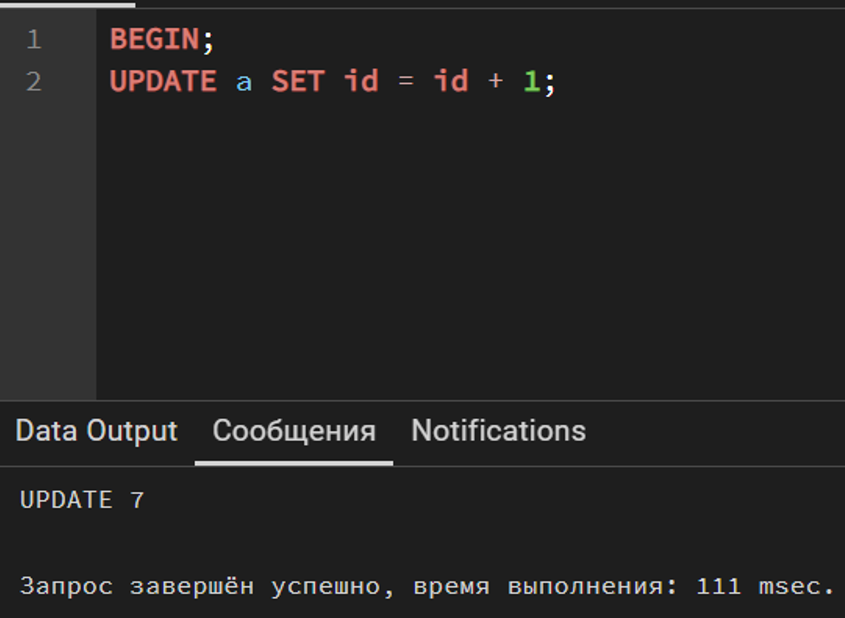 1 BEGIN;
2 UPDATE a SET id = id + 1;
Data Output Сообщения Notifications
UPDATE 7
Запрос завершён успешно, время выполнения: 111 msec.